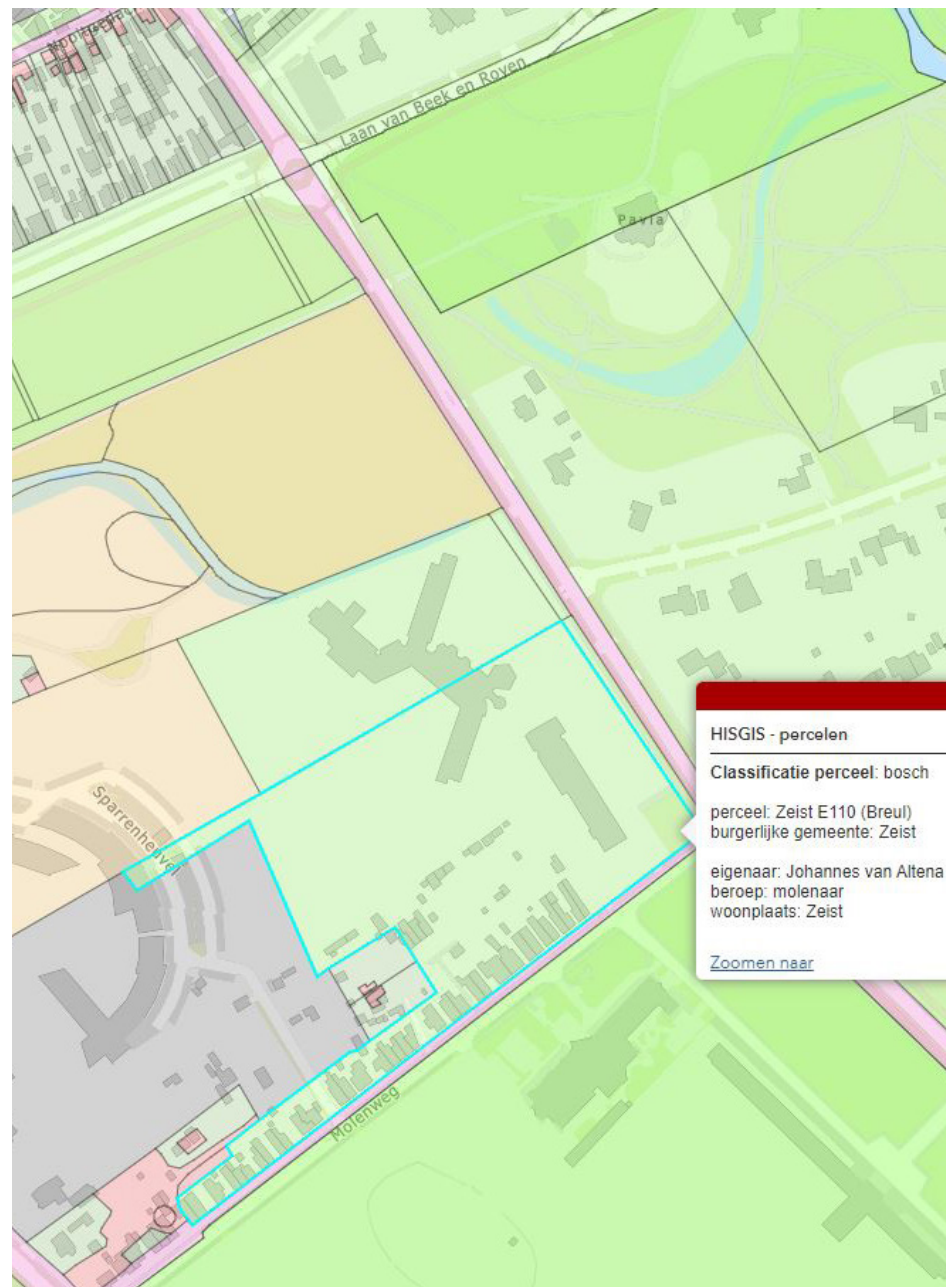 Laan van Beek en Royen
Pavia
Sparrenheuvel
Molenweg
HISGIS - percelen
Classificatie perceel: bosch
perceel: Zeist E110 (Breul)
burgerlijke gemeente: Zeist
eigenaar: Johannes van Altena
beroep: molenaar
woonplaats: Zeist
Zoomen naar